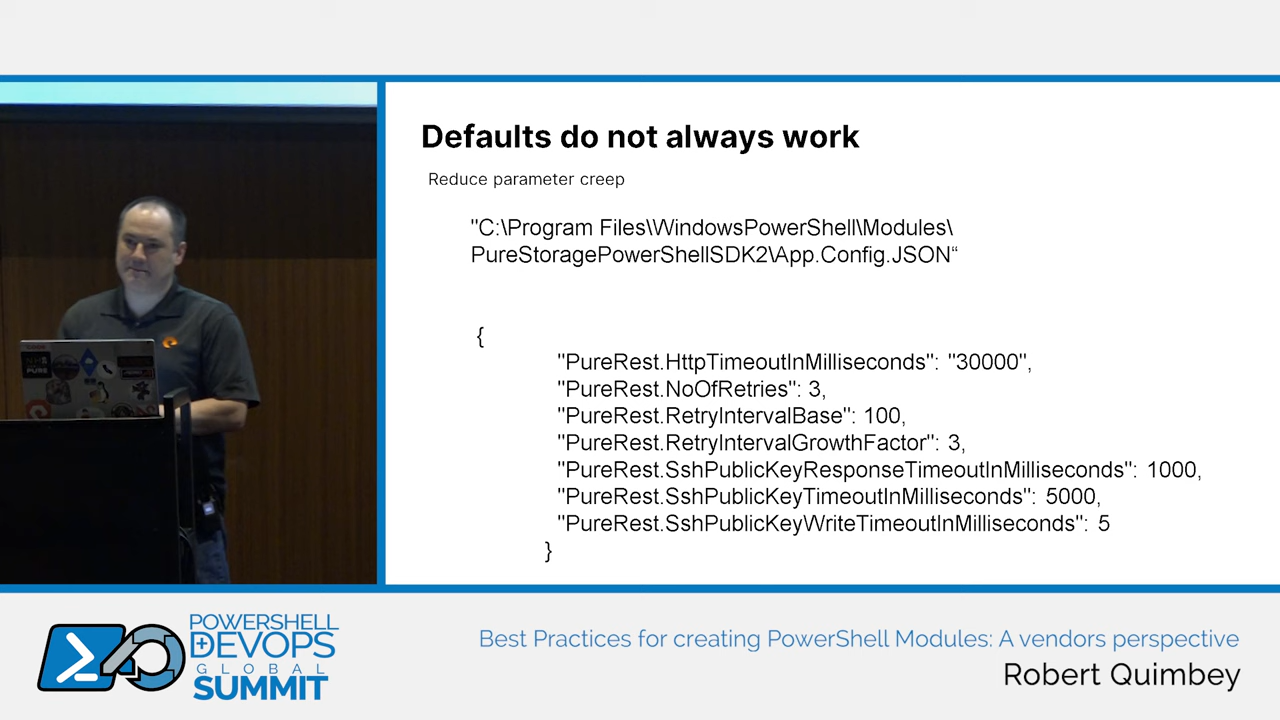 Defaults do not always work
Reduce parameter creep
"C:\Program Files\WindowsPowerShell\Modules\
PureStoragePowerShellSDK2\App.Config.JSON“
{
"PureRest.HttpTimeoutInMilliseconds": "30000",
"PureRest.NoOfRetries": 3,
"PureRest.RetryIntervalBase": 100,
"PureRest.RetryIntervalGrowthFactor": 3,
"PureRest.SshPublicKeyResponseTimeoutInMilliseconds": 1000,
"PureRest.SshPublicKeyTimeoutInMilliseconds": 5000,
"PureRest.SshPublicKeyWriteTimeoutInMilliseconds": 5
}
POWERSHELL
DEVOPS
GLOBAL
SUMMIT
Best Practices for creating PowerShell Modules: A vendors perspective
Robert Quimbey